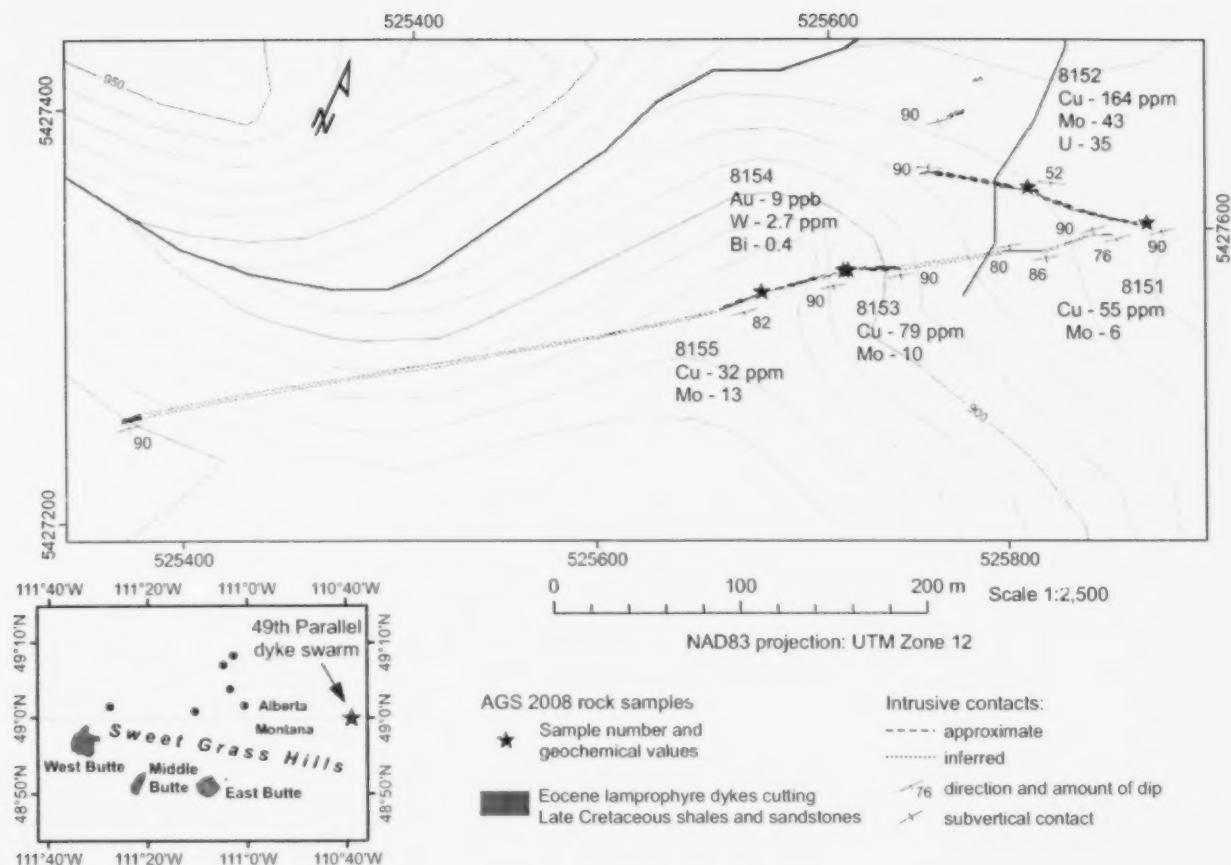 525400
525600
950
N
5427400
90
8152
Cu - 164 ppm
Mo - 43
U - 35
90
52
8154
Au - 9 ppb
W - 2.7 ppm
Bi - 0.4
5427600
90
90
76
80
86
90
90
8151
Cu - 55 ppm
Mo - 6
8153
Cu - 79 ppm
Mo - 10
82
8155
Cu - 32 ppm
Mo - 13
900
90
5427200
525400
525600
525800
0 100 200 m
Scale 1:2,500
NAD83 projection: UTM Zone 12
111°40'W 111°20'W 111°0'W 110°40'W
49th Parallel
dyke swarm
49°10'N
49°10'N
Alberta
49°0'N
49°0'N
Montana
Sweet Grass Hills
West Butte
Middle
Butte
East Butte
48°50'N
48°50'N
111°40'W 111°20'W 111°0'W 110°40'W
AGS 2008 rock samples
Sample number and
geochemical values
Eocene lamprophyre dykes cutting
Late Cretaceous shales and sandstones
Intrusive contacts:
approximate
inferred
76 direction and amount of dip
subvertical contact